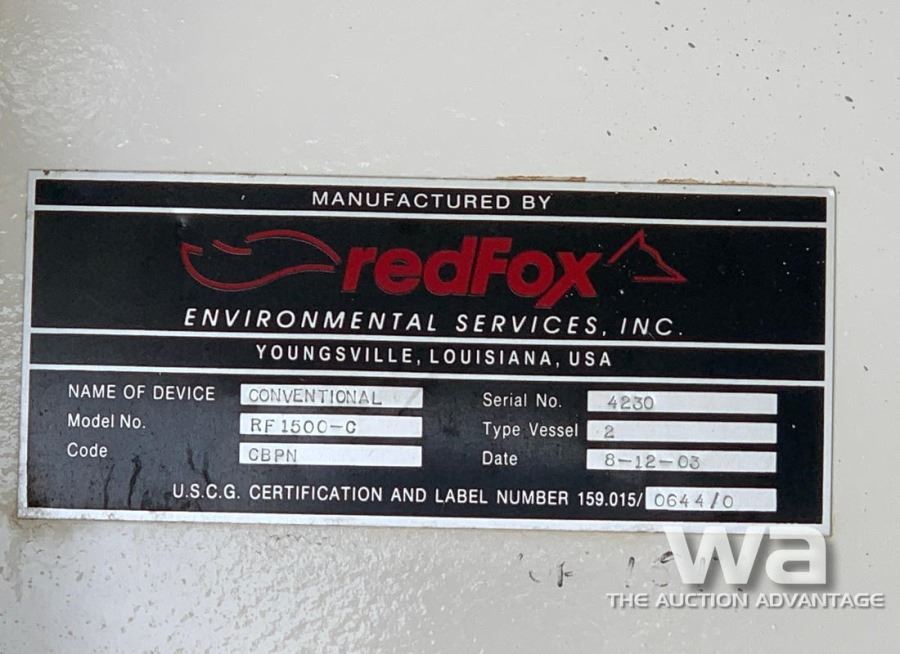 MANUFACTURED BY
redFox
ENVIRONMENTAL SERVICES, INC.
YOUNGSVILLE, LOUISIANA, USA
NAME OF DEVICE CONVENTIONAL Serial No. 4230
Model No. RF1500-C Type Vessel 2
Code CBPN Date 8-12-03
U.S.C.G. CERTIFICATION AND LABEL NUMBER 159.015/ 0644/0
wa
THE AUCTION ADVANTAGE